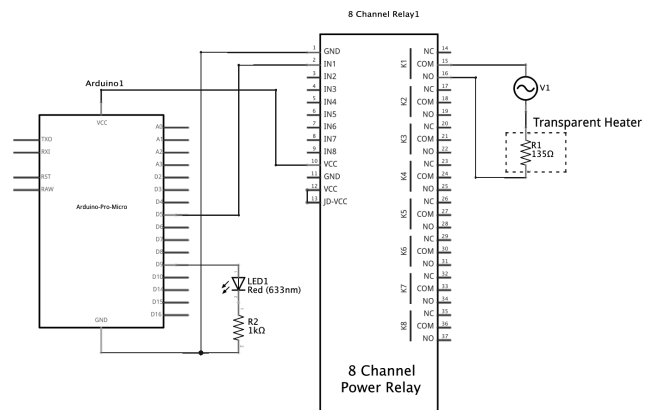 8 Channel Relay1
1 GND
2 IN1
3 IN2
4 IN3
5 IN4
6 IN5
7 IN6
8 IN7
9 IN8
10 VCC
11 GND
12 VCC
13 JD-VCC
K1
NC 14
COM 15
NO 16
K2
NC 17
COM 18
NO 19
K3
NC 20
COM 21
NO 22
K4
NC 23
COM 24
NO 25
K5
NC 26
COM 27
NO 28
K6
NC 29
COM 30
NO 31
K7
NC 32
COM 33
NO 34
K8
NC 35
COM 36
NO 37
8 Channel
Power Relay
V1
Transparent Heater
R1
135Ω
Arduino1
VCC
TXO
RXI
RST
RAW
Arduino-Pro-Micro
A0
A1
A2
A3
D2
D3
D4
D5
D6
D7
D8
D9
D10
D14
D15
D16
GND
LED1
Red (633nm)
R2
1kΩ